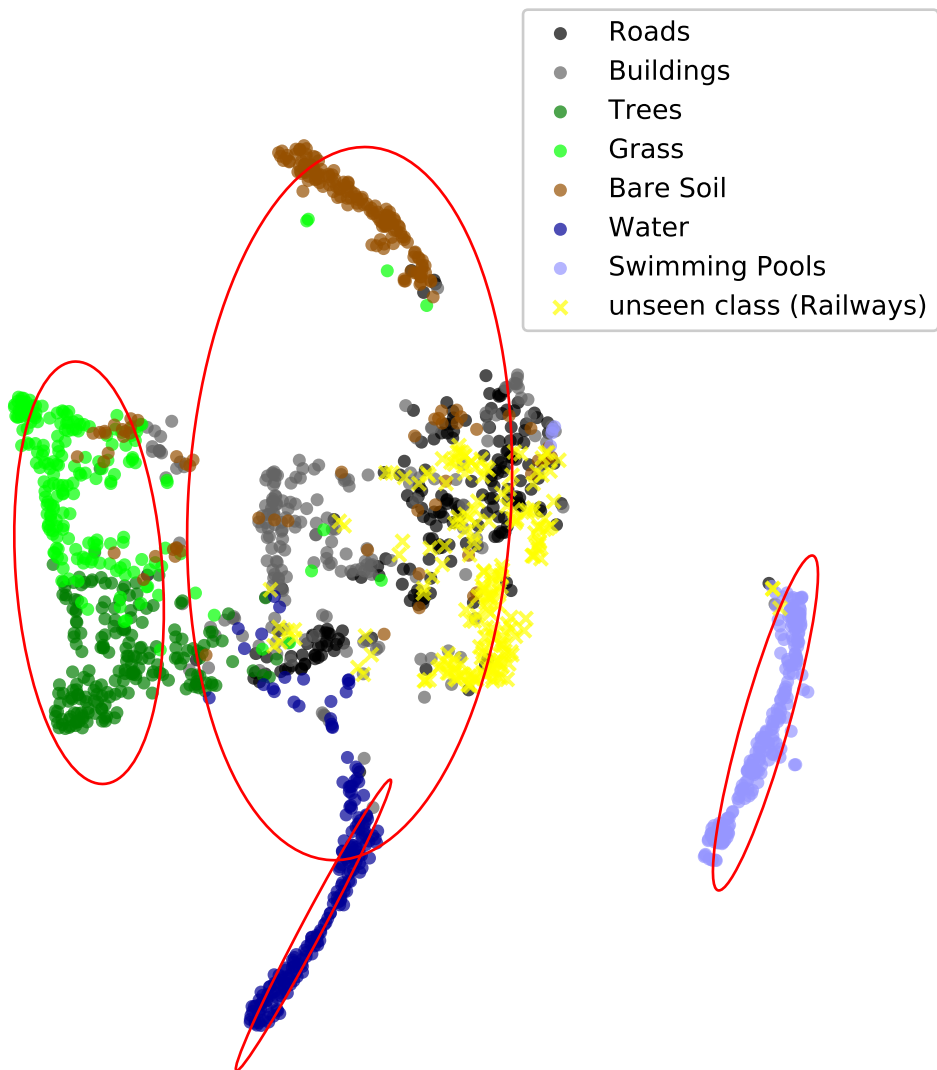 Roads
Buildings
Trees
Grass
Bare Soil
Water
Swimming Pools
unseen class (Railways)